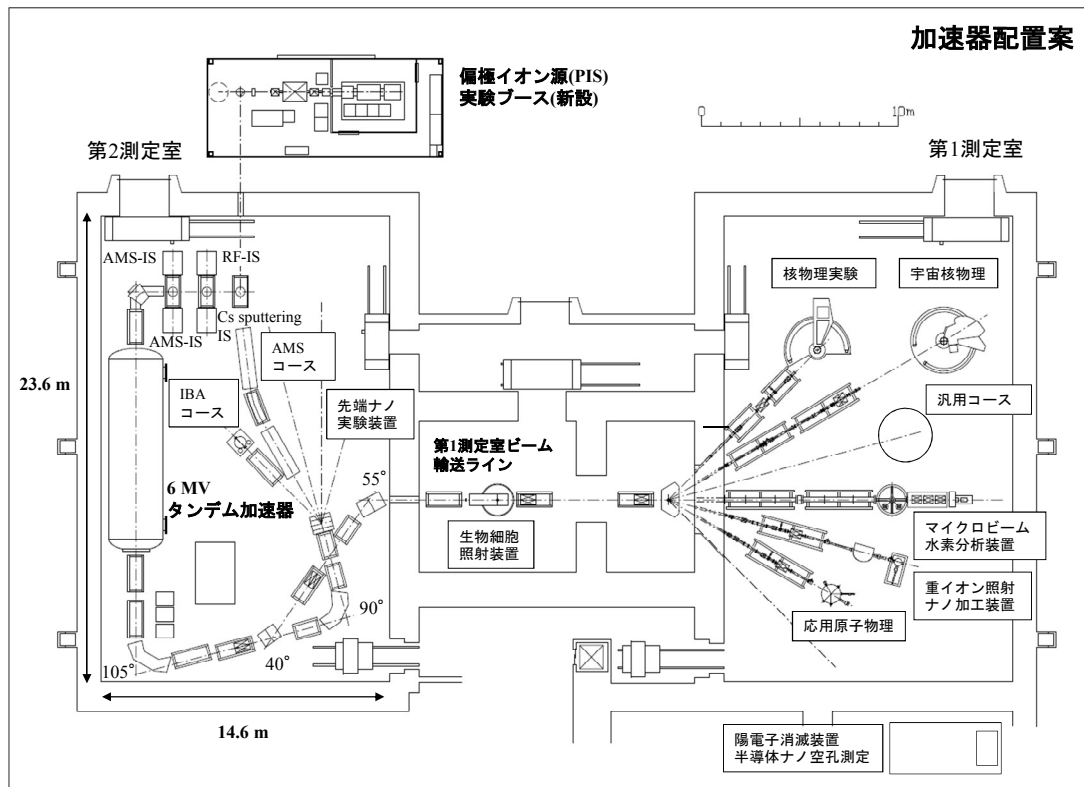 加速器配置案
偏極イオン源(PIS)
実験ブース(新設)
0
10m
第2測定室
第1測定室
AMS-IS
RF-IS
核物理実験
宇宙核物理
Cs sputtering
IS
AMS-IS
AMS
コース
23.6 m
IBA
コース
先端ナノ
実験装置
汎用コース
第1測定室ビーム
輸送ライン
55°
6 MV
タンデム加速器
生物細胞
照射装置
マイクロビーム
水素分析装置
重イオン照射
ナノ加工装置
90°
応用原子物理
40°
105°
14.6 m
陽電子消滅装置
半導体ナノ空孔測定